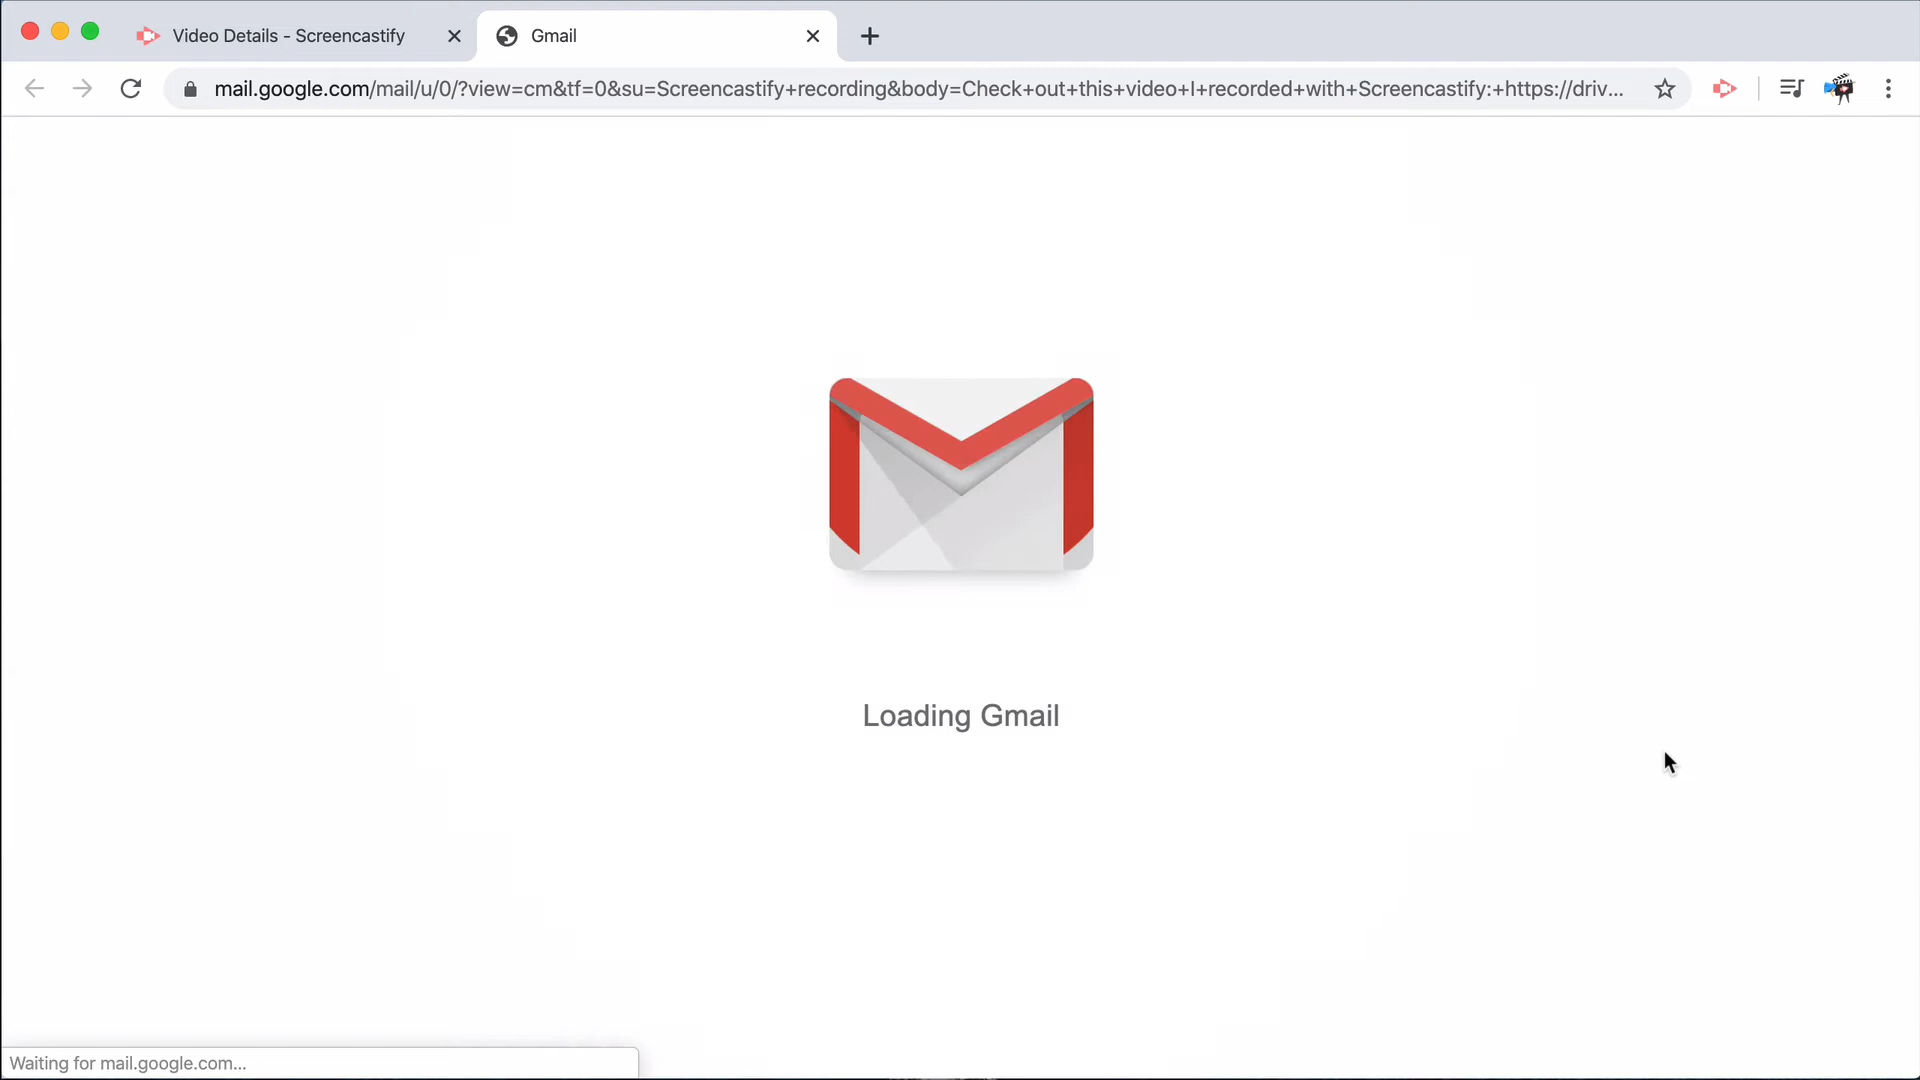 Video Details - Screencastify
Gmail
mail.google.com/mail/u/0/?view=cm&tf=0&su=Screencastify+recording&body=Check+out+this+video+I+recorded+with+Screencastify:+https://driv...
Loading Gmail
Waiting for mail.google.com...